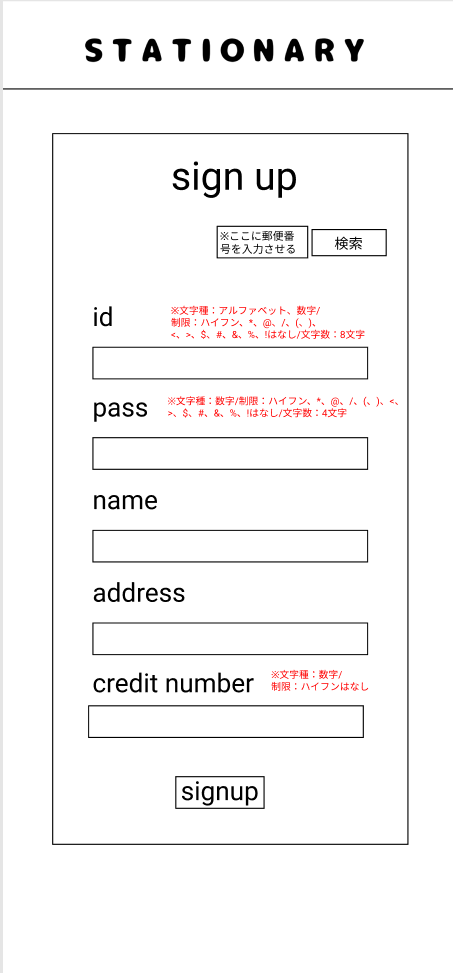 STATIONARY
sign up
※ここに郵便番
号を入力させる
検索
id
※文字種：アルファベット、数字/
制限：ハイフン、*、@、/、(、)、
<、>、$、#、&、%、!はなし/文字数：8文字
pass
※文字種：数字/制限：ハイフン、*、@、/、(、)、<、
>、$、#、&、%、!はなし/文字数：4文字
name
address
credit number
※文字種：数字/
制限：ハイフンはなし
signup